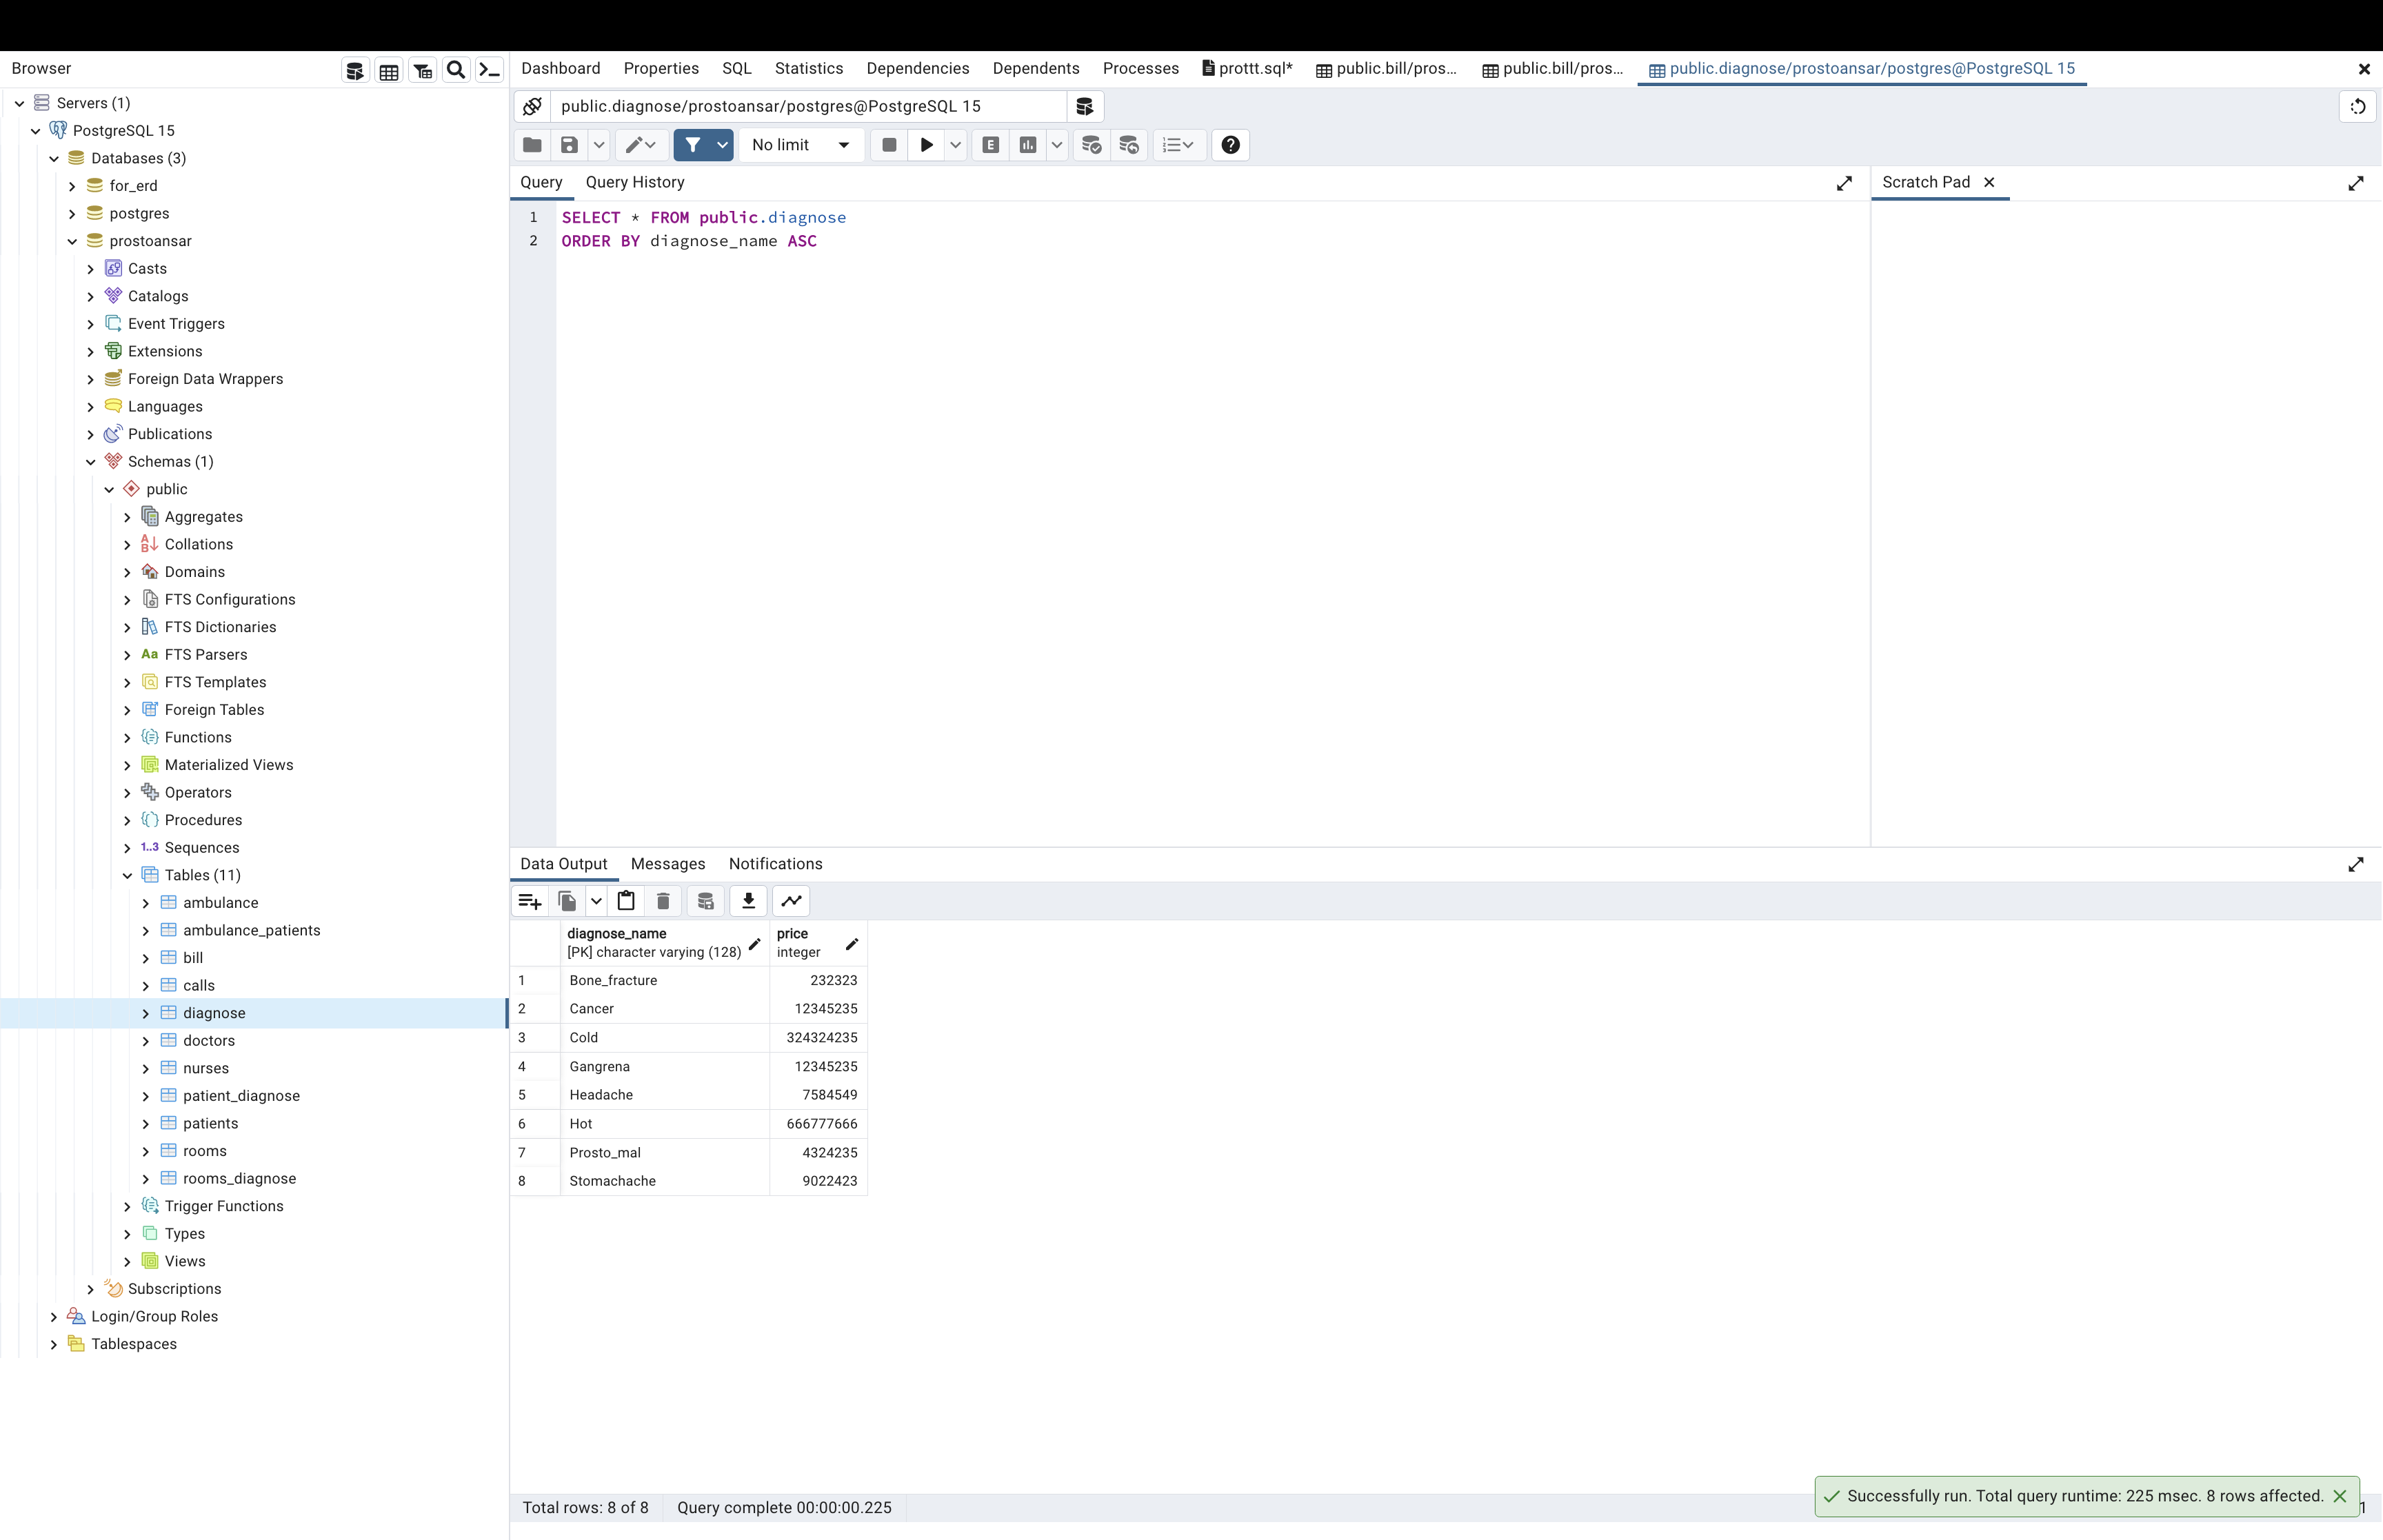 Browser
Servers (1)
PostgreSQL 15
Databases (3)
for_erd
postgres
prostoansar
Casts
Catalogs
Event Triggers
Extensions
Foreign Data Wrappers
Languages
Publications
Schemas (1)
public
Aggregates
Collations
Domains
FTS Configurations
FTS Dictionaries
Aa FTS Parsers
FTS Templates
Foreign Tables
Functions
Materialized Views
Operators
Procedures
1..3 Sequences
Tables (11)
ambulance
ambulance_patients
bill
calls
diagnose
doctors
nurses
patient_diagnose
patients
rooms
rooms_diagnose
Trigger Functions
Types
Views
Subscriptions
Login/Group Roles
Tablespaces
Dashboard Properties SQL Statistics Dependencies Dependents Processes prottt.sql* public.bill/pros... public.bill/pros... public.diagnose/prostoansar/postgres@PostgreSQL 15
public.diagnose/prostoansar/postgres@PostgreSQL 15
No limit E
Query Query History
Scratch Pad
1 SELECT * FROM public.diagnose
2 ORDER BY diagnose_name ASC
Data Output Messages Notifications
diagnose_name price
[PK] character varying (128) integer
1 Bone_fracture 232323
2 Cancer 12345235
3 Cold 324324235
4 Gangrena 12345235
5 Headache 7584549
6 Hot 666777666
7 Prosto_mal 4324235
8 Stomachache 9022423
Total rows: 8 of 8 Query complete 00:00:00.225
Successfully run. Total query runtime: 225 msec. 8 rows affected.
1